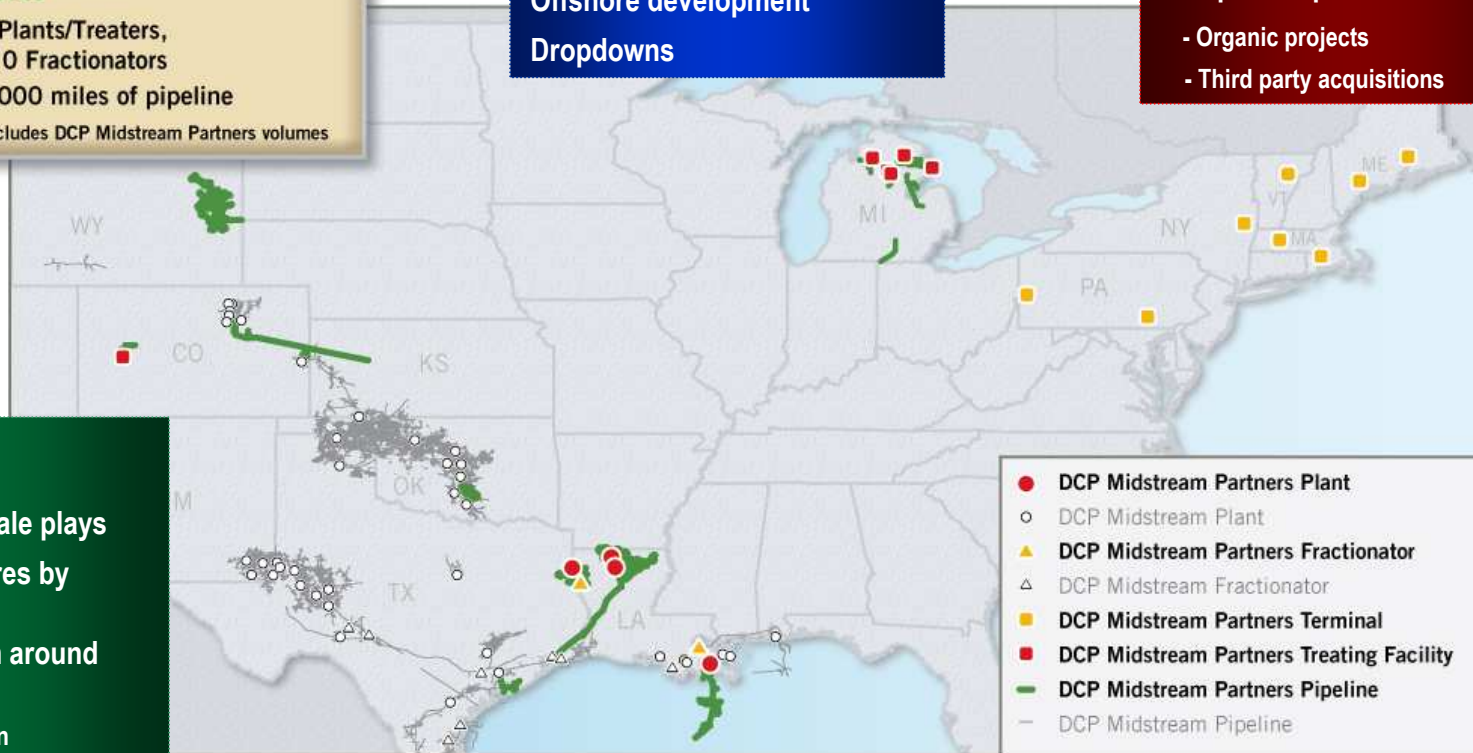 Plants/Treaters,
0 Fractionators
000 miles of pipeline
cludes DCP Midstream Partners volumes
Offshore development
Dropdowns
- Organic projects
- Third party acquisitions
WY
CO
KS
M
OK
TX
LA
MI
NY
PA
VT
MA
ME
ale plays
res by
around
DCP Midstream Partners Plant
DCP Midstream Plant
DCP Midstream Partners Fractionator
DCP Midstream Fractionator
DCP Midstream Partners Terminal
DCP Midstream Partners Treating Facility
DCP Midstream Partners Pipeline
DCP Midstream Pipeline